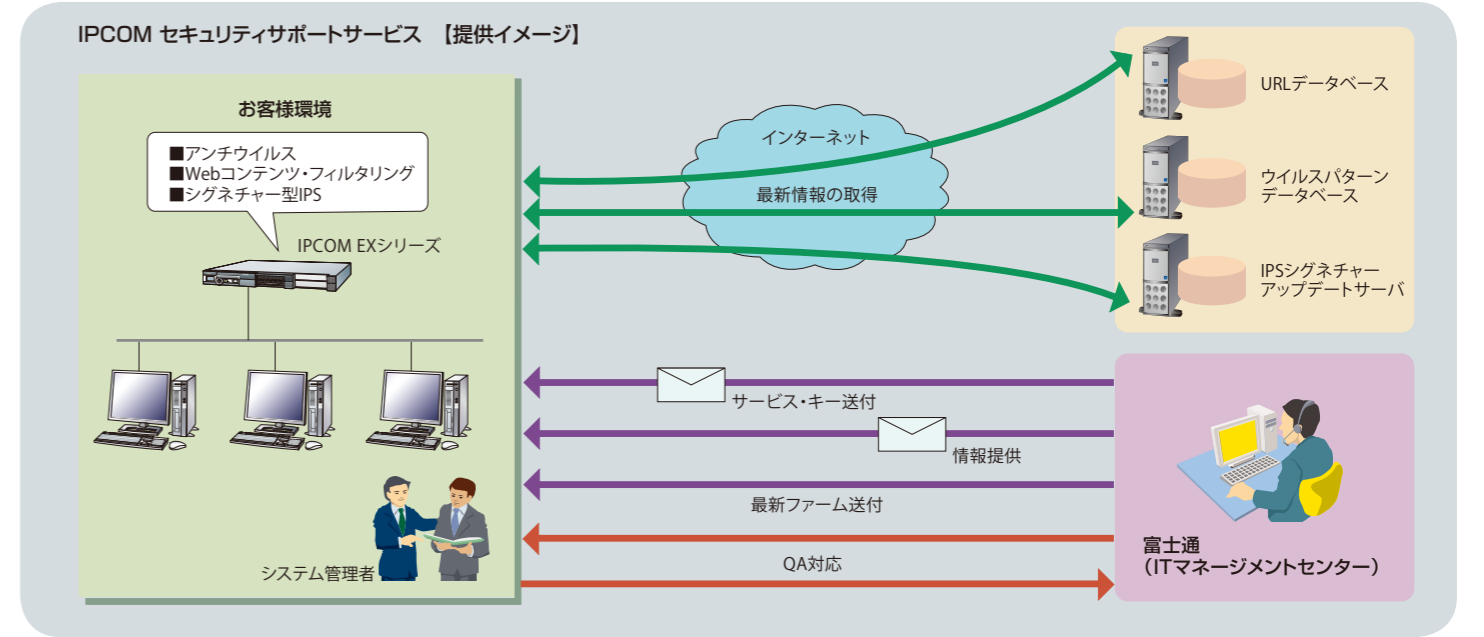 IPCOM セキュリティサポートサービス 【提供イメージ】
お客様環境
■アンチウイルス
■Webコンテンツ・フィルタリング
■シグネチャー型IPS
IPCOM EXシリーズ
システム管理者
インターネット
最新情報の取得
URLデータベース
ウイルスパターン
データベース
IPSシグネチャー
アップデートサーバ
サービス・キー送付
情報提供
最新ファーム送付
QA対応
富士通
（ITマネージメントセンター）